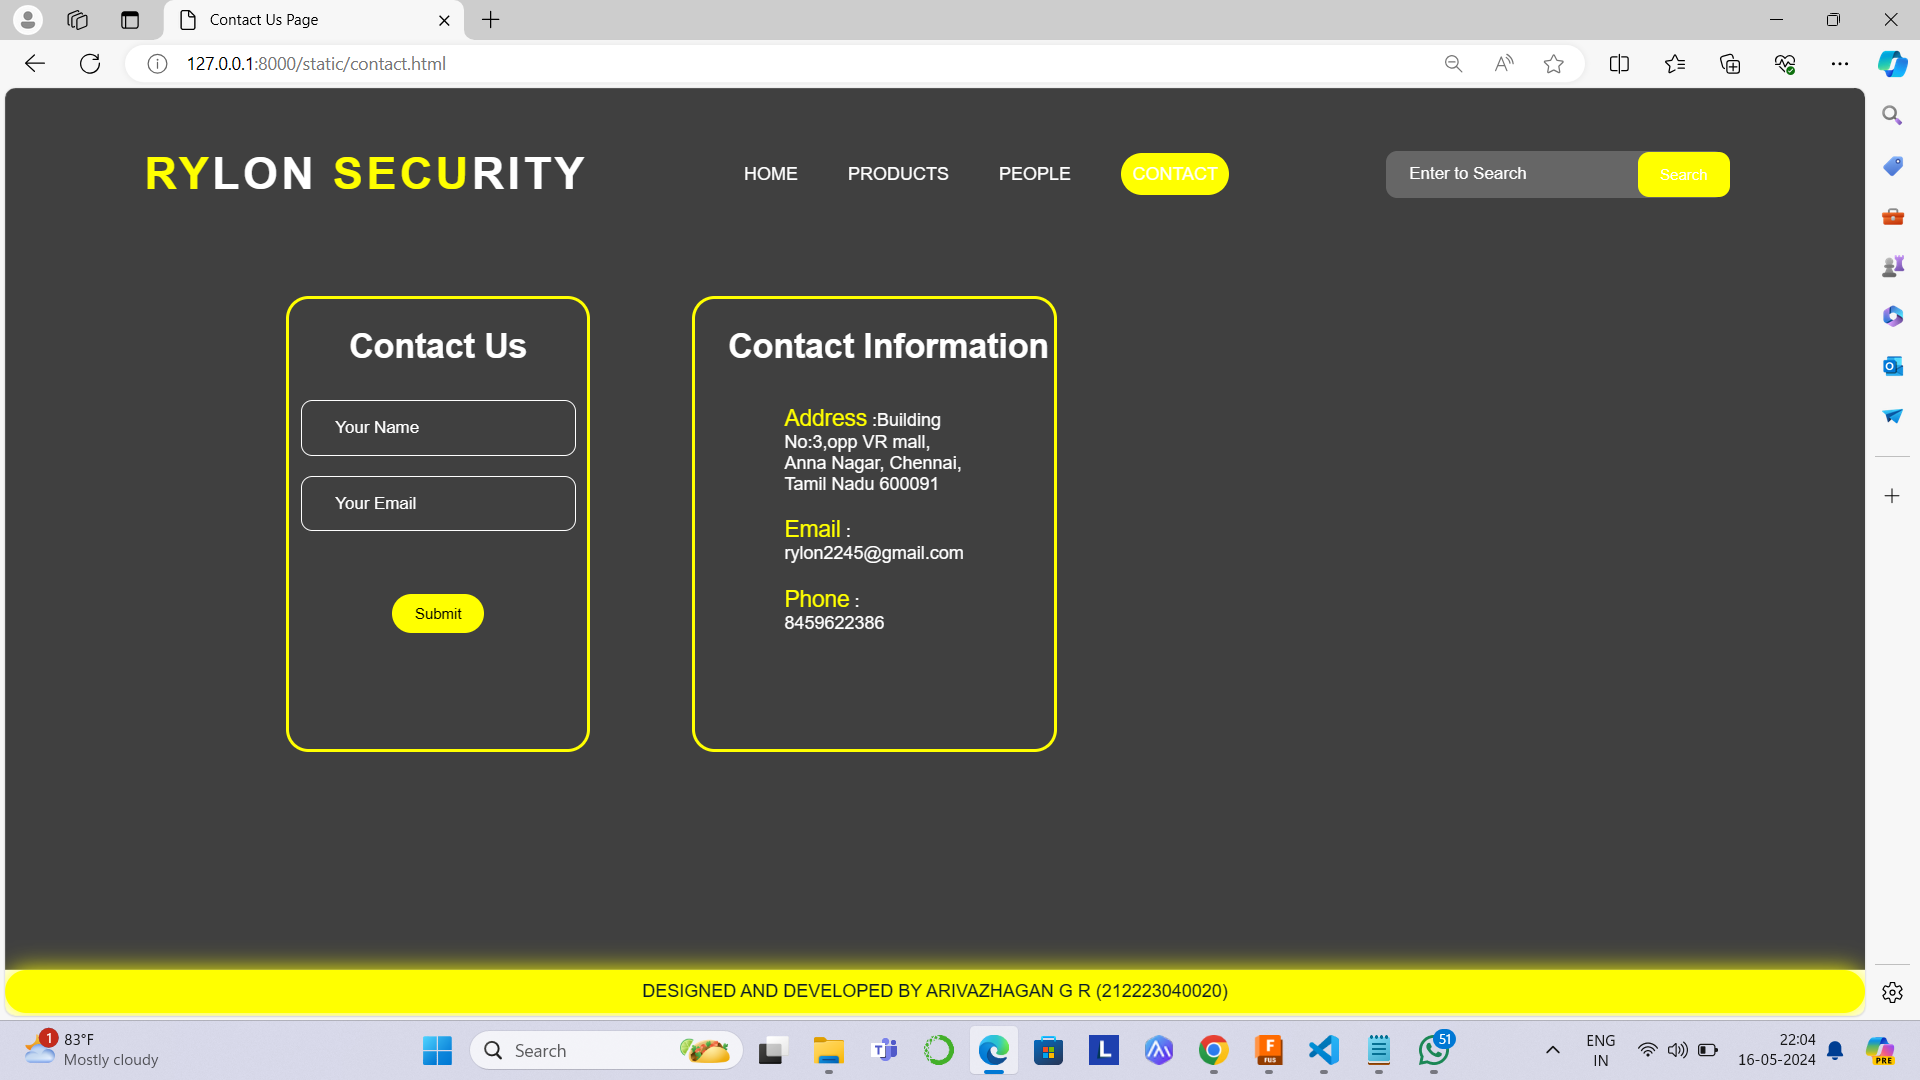 Contact Us Page
127.0.0.1:8000/static/contact.html
RYLON SECURITY
HOME
PRODUCTS
PEOPLE
CONTACT
Enter to Search
Search
Contact Us
Your Name
Your Email
Submit
Contact Information
Address :Building
No:3,opp VR mall,
Anna Nagar, Chennai,
Tamil Nadu 600091
Email :
rylon2245@gmail.com
Phone :
8459622386
DESIGNED AND DEVELOPED BY ARIVAZHAGAN G R (212223040020)
1
83°F
Mostly cloudy
Search
L
F
FUS
51
ENG
IN
22:04
16-05-2024
PRE